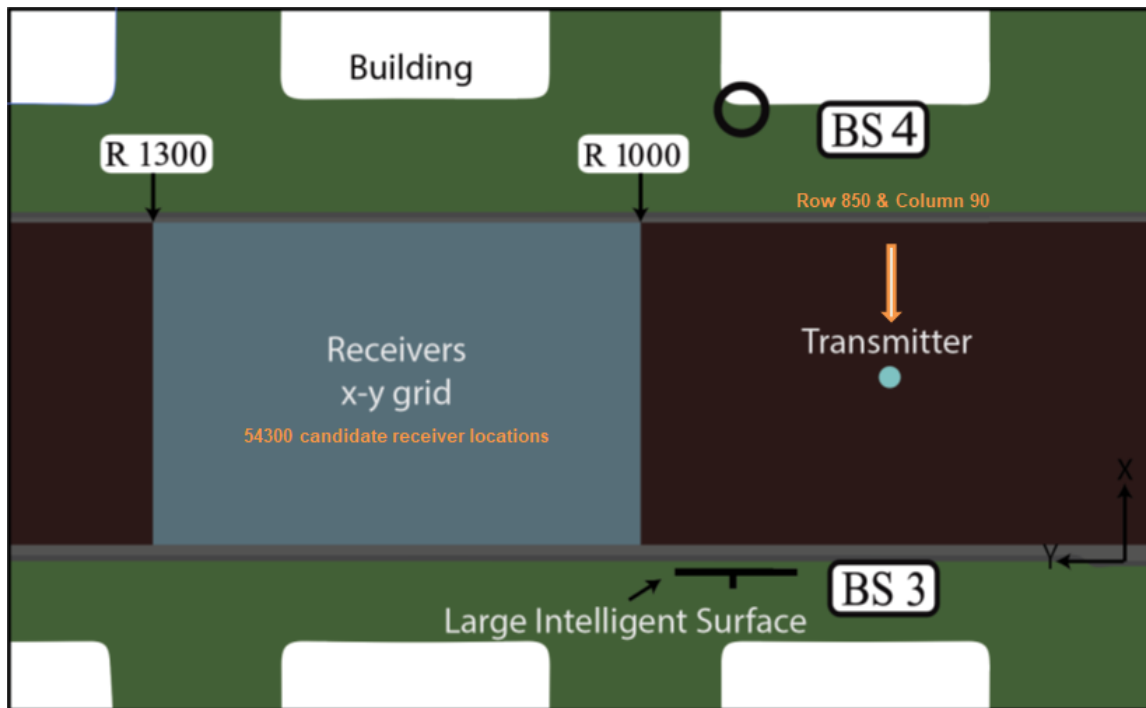 Building
BS 4
R 1300
R 1000
Row 850 & Column 90
Receivers
x-y grid
Transmitter
54300 candidate receiver locations
X
Y
BS 3
Large Intelligent Surface